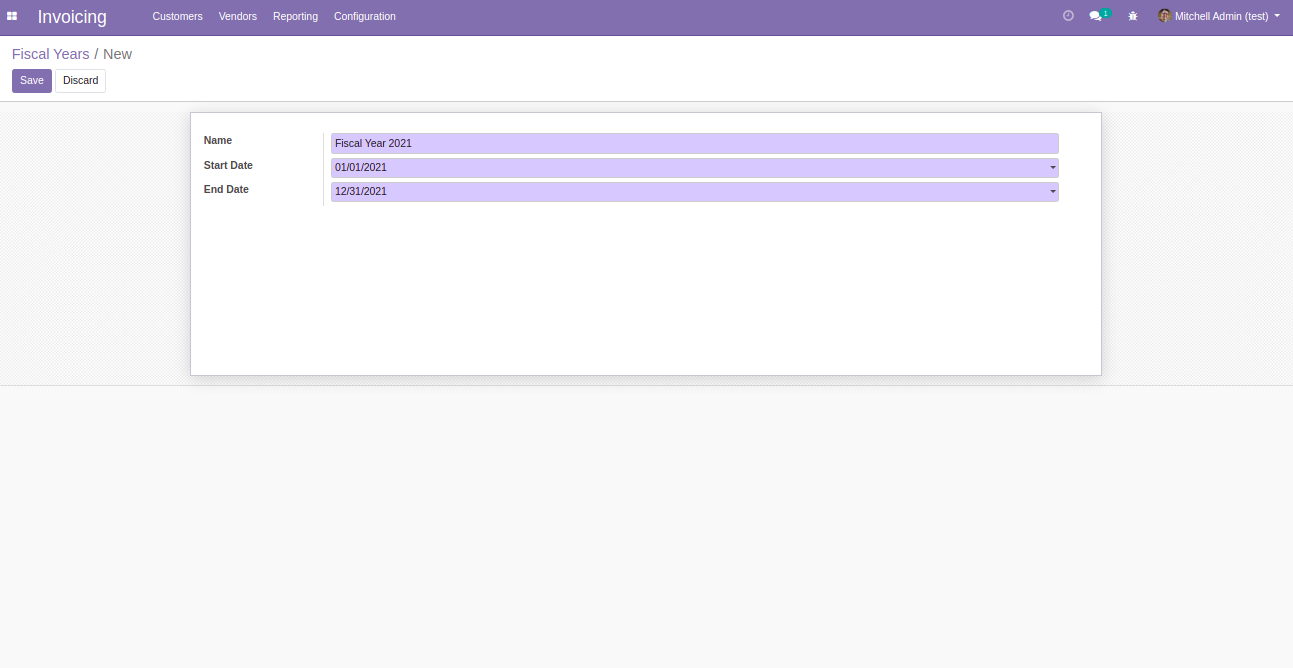 Invoicing Customers Vendors Reporting Configuration 1 Mitchell Admin (test)
Fiscal Years / New
Save Discard
Name Fiscal Year 2021
Start Date 01/01/2021
End Date 12/31/2021